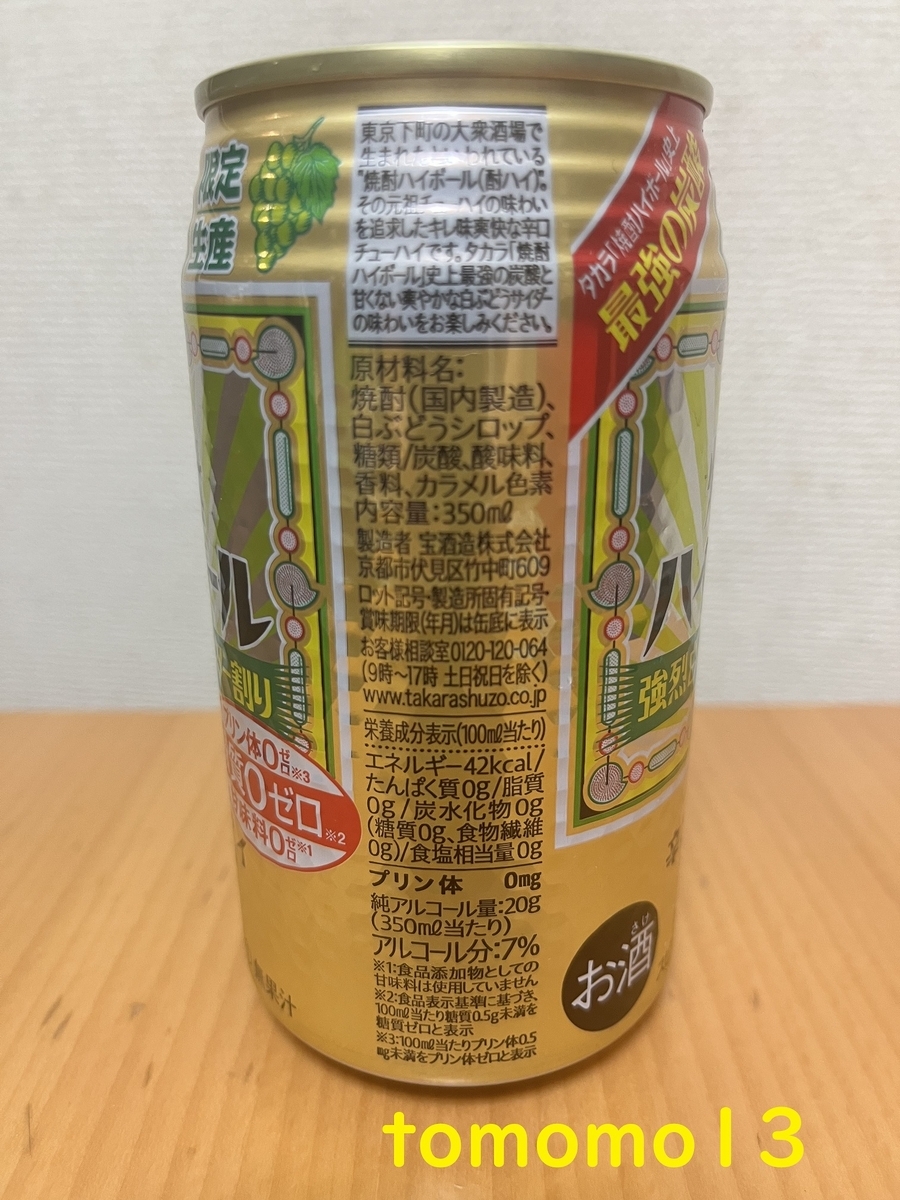 限定
生産
東京下町の大衆酒場で
生まれた
われている
"焼酎ハイボール(酎ハイ)"。
その元祖チューハイの味わい
を追求したキレ味爽快な辛口
チューハイです。タカラ「焼酎
ハイボール」史上最強の炭酸と
甘くない爽やかな白ぶどうサイダー
の味わいをお楽しみください。
原材料名:
焼酎(国内製造)、
白ぶどうシロップ、
糖類/炭酸、酸味料、
香料、カラメル色素
内容量:350㎖
製造者 宝酒造株式会社
京都市伏見区竹中町609
ロット記号・製造所固有記号・
賞味期限(年月)は缶底に表示
お客様相談室0120-120-064
(9時〜17時 土日祝日を除く)
www.takarashuzo.co.jp
栄養成分表示(100㎖当たり)
エネルギー42kcal/
たんぱく質0g/脂質
0g/炭水化物0g
(糖質0g、食物繊維
0g)/食塩相当量0g
プリン体 0mg
純アルコール量:20g
(350㎖当たり)
アルコール分:7%
※1:食品添加物としての
甘味料は使用していません
※2:食品表示基準に基づき、
100㎖当たり糖質0.5g未満を
糖質ゼロと表示
※3:100㎖当たりプリン体0.5
mg未満をプリン体ゼロと表示
タカラ「焼酎ハイボール」史上
最強の炭酸
ール
ー割り
プリン体0ゼロ※3
0ゼロ※2
味料0ゼロ※1
無果汁
ハイ
強烈
お酒
さけ
tomomo13